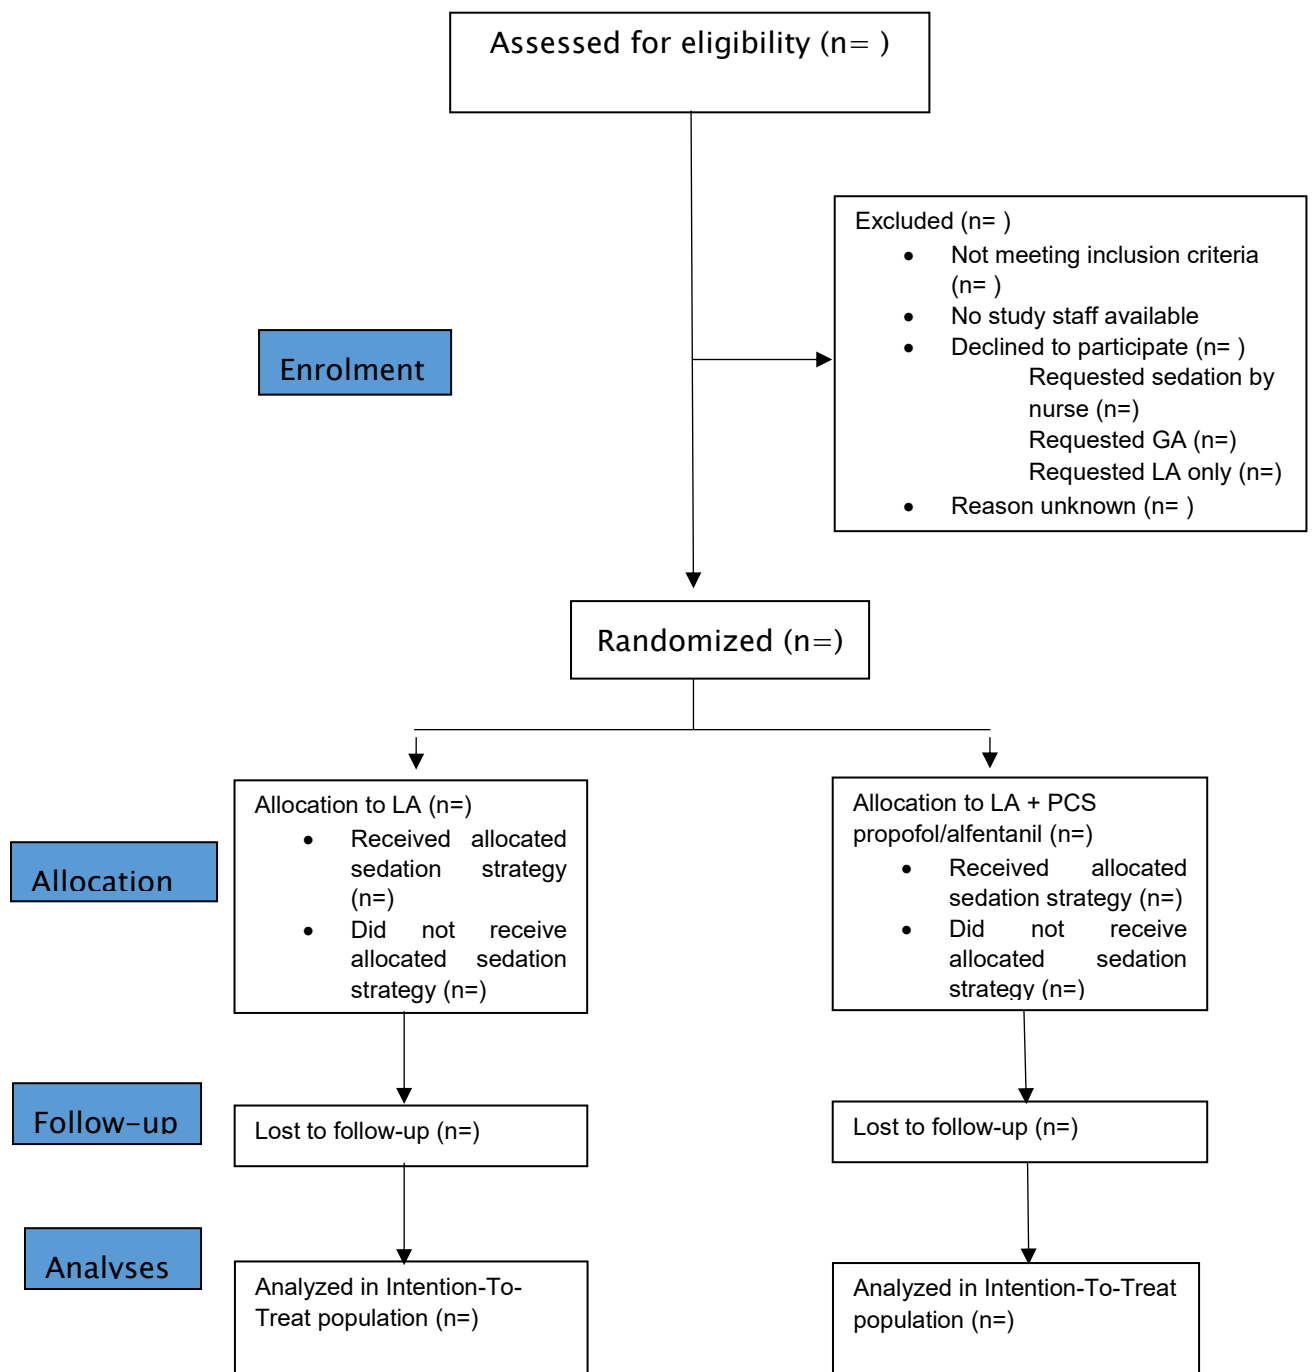 Assessed for eligibility (n= )
Excluded (n= )
• Not meeting inclusion criteria
(n= )
• No study staff available
• Declined to participate (n= )
Requested sedation by
nurse (n=)
Requested GA (n=)
Requested LA only (n=)
• Reason unknown (n= )
Enrolment
Randomized (n=)
Allocation to LA (n=)
• Received allocated
sedation strategy
(n=)
• Did not receive
allocated sedation
strategy (n=)
Allocation to LA + PCS
propofol/alfentanil (n=)
• Received allocated
sedation strategy (n=)
• Did not receive
allocated sedation
strategy (n=)
Allocation
Follow-up
Lost to follow-up (n=)
Lost to follow-up (n=)
Analyses
Analyzed in Intention-To-
Treat population (n=)
Analyzed in Intention-To-Treat
population (n=)